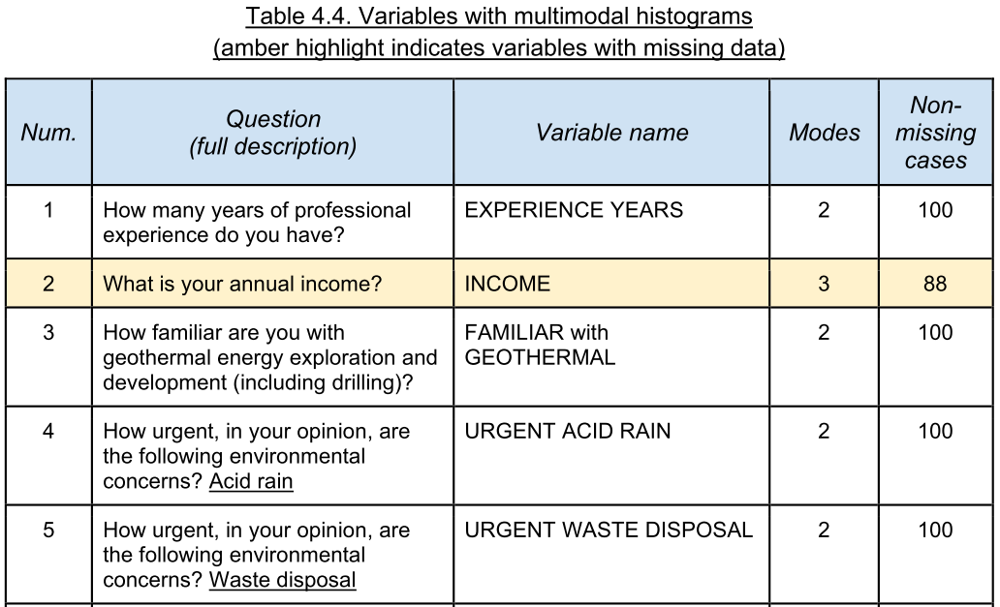 Table 4.4. Variables with multimodal histograms
(amber highlight indicates variables with missing data)
Num.
Question
(full description)
Variable name
Modes
Non-
missing
cases
1
How many years of professional
experience do you have?
EXPERIENCE YEARS
2
100
2
What is your annual income?
INCOME
3
88
3
How familiar are you with
geothermal energy exploration and
development (including drilling)?
FAMILIAR with
GEOTHERMAL
2
100
4
How urgent, in your opinion, are
the following environmental
concerns? Acid rain
URGENT ACID RAIN
2
100
5
How urgent, in your opinion, are
the following environmental
concerns? Waste disposal
URGENT WASTE DISPOSAL
2
100